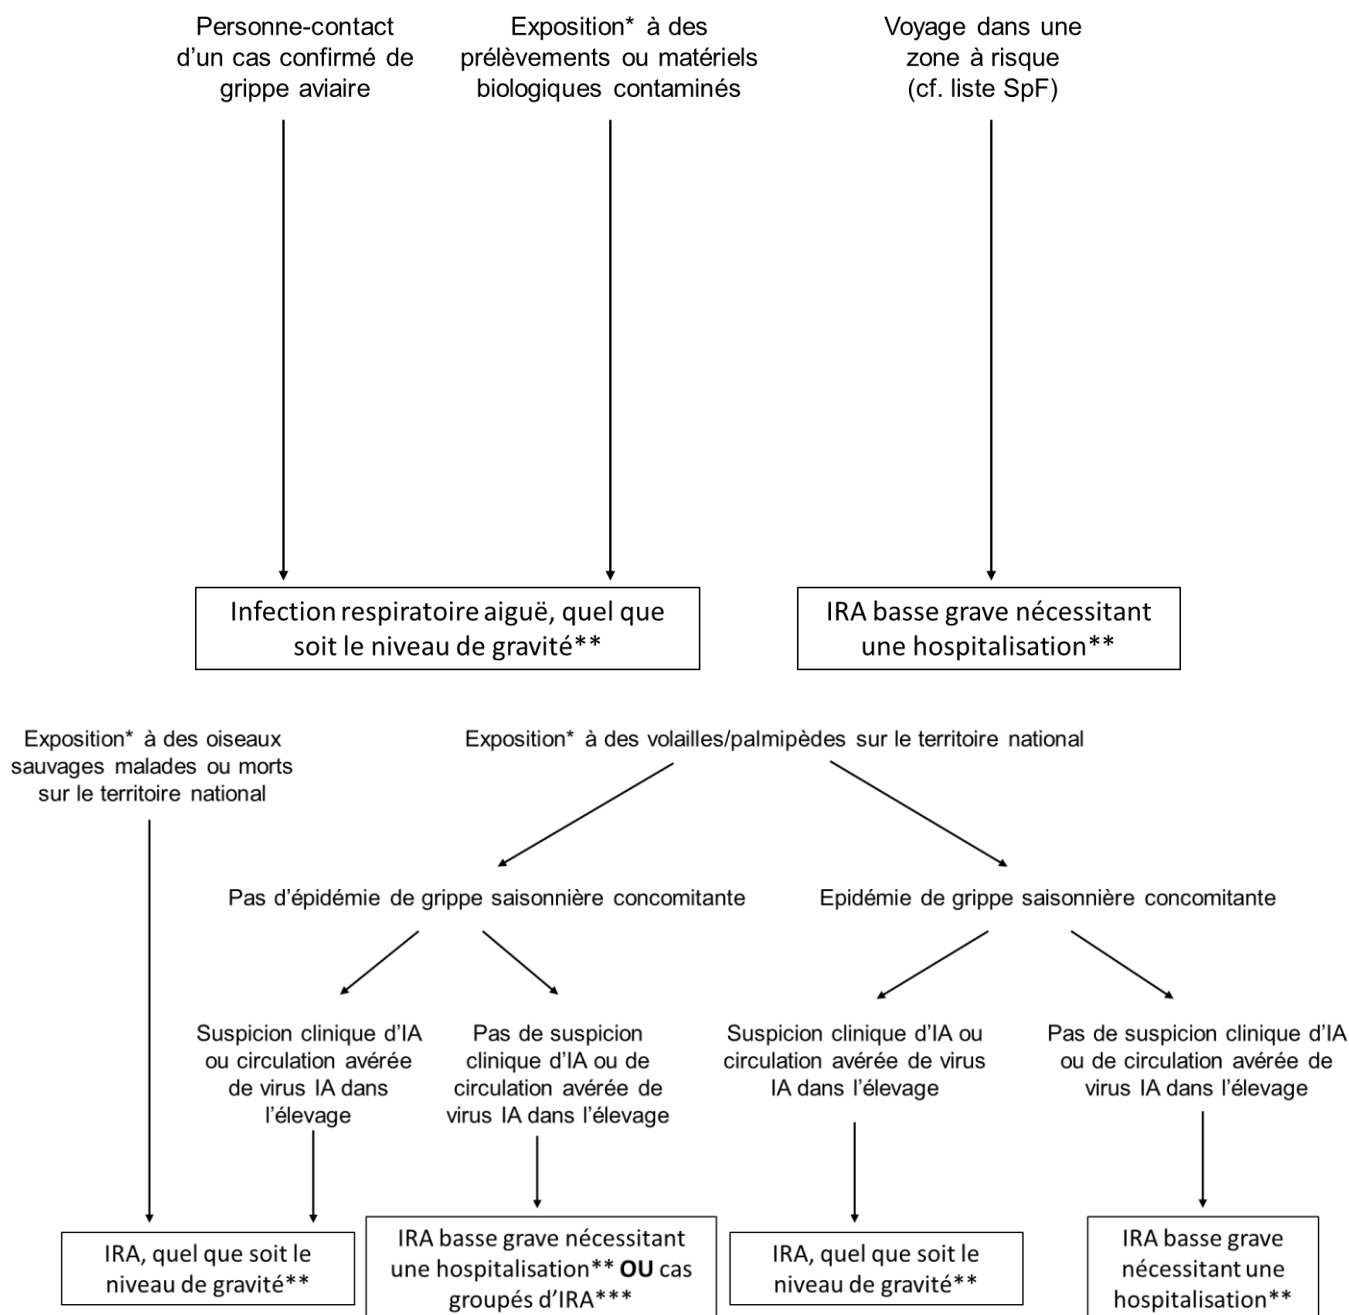 Personne-contact
d'un cas confirmé de
grippe aviaire
Exposition* à des
prélèvements ou matériels
biologiques contaminés
Voyage dans une
zone à risque
(cf. liste SpF)
Infection respiratoire aiguë, quel que
soit le niveau de gravité**
IRA basse grave nécessitant
une hospitalisation**
Exposition* à des oiseaux
sauvages malades ou morts
sur le territoire national
Exposition* à des volailles/palmipèdes sur le territoire national
Pas d'épidémie de grippe saisonnière concomitante
Epidémie de grippe saisonnière concomitante
Suspicion clinique d'IA
ou circulation avérée
de virus IA dans
l'élevage
Pas de suspicion
clinique d'IA ou de
circulation avérée de
virus IA dans l'élevage
Suspicion clinique d'IA ou
circulation avérée de virus
IA dans l'élevage
Pas de suspicion clinique d'IA
ou de circulation avérée de
virus IA dans l'élevage
IRA, quel que soit le
niveau de gravité**
IRA basse grave nécessitant
une hospitalisation** OU cas
groupés d'IRA***
IRA, quel que soit le
niveau de gravité**
IRA basse grave
nécessitant une
hospitalisation**